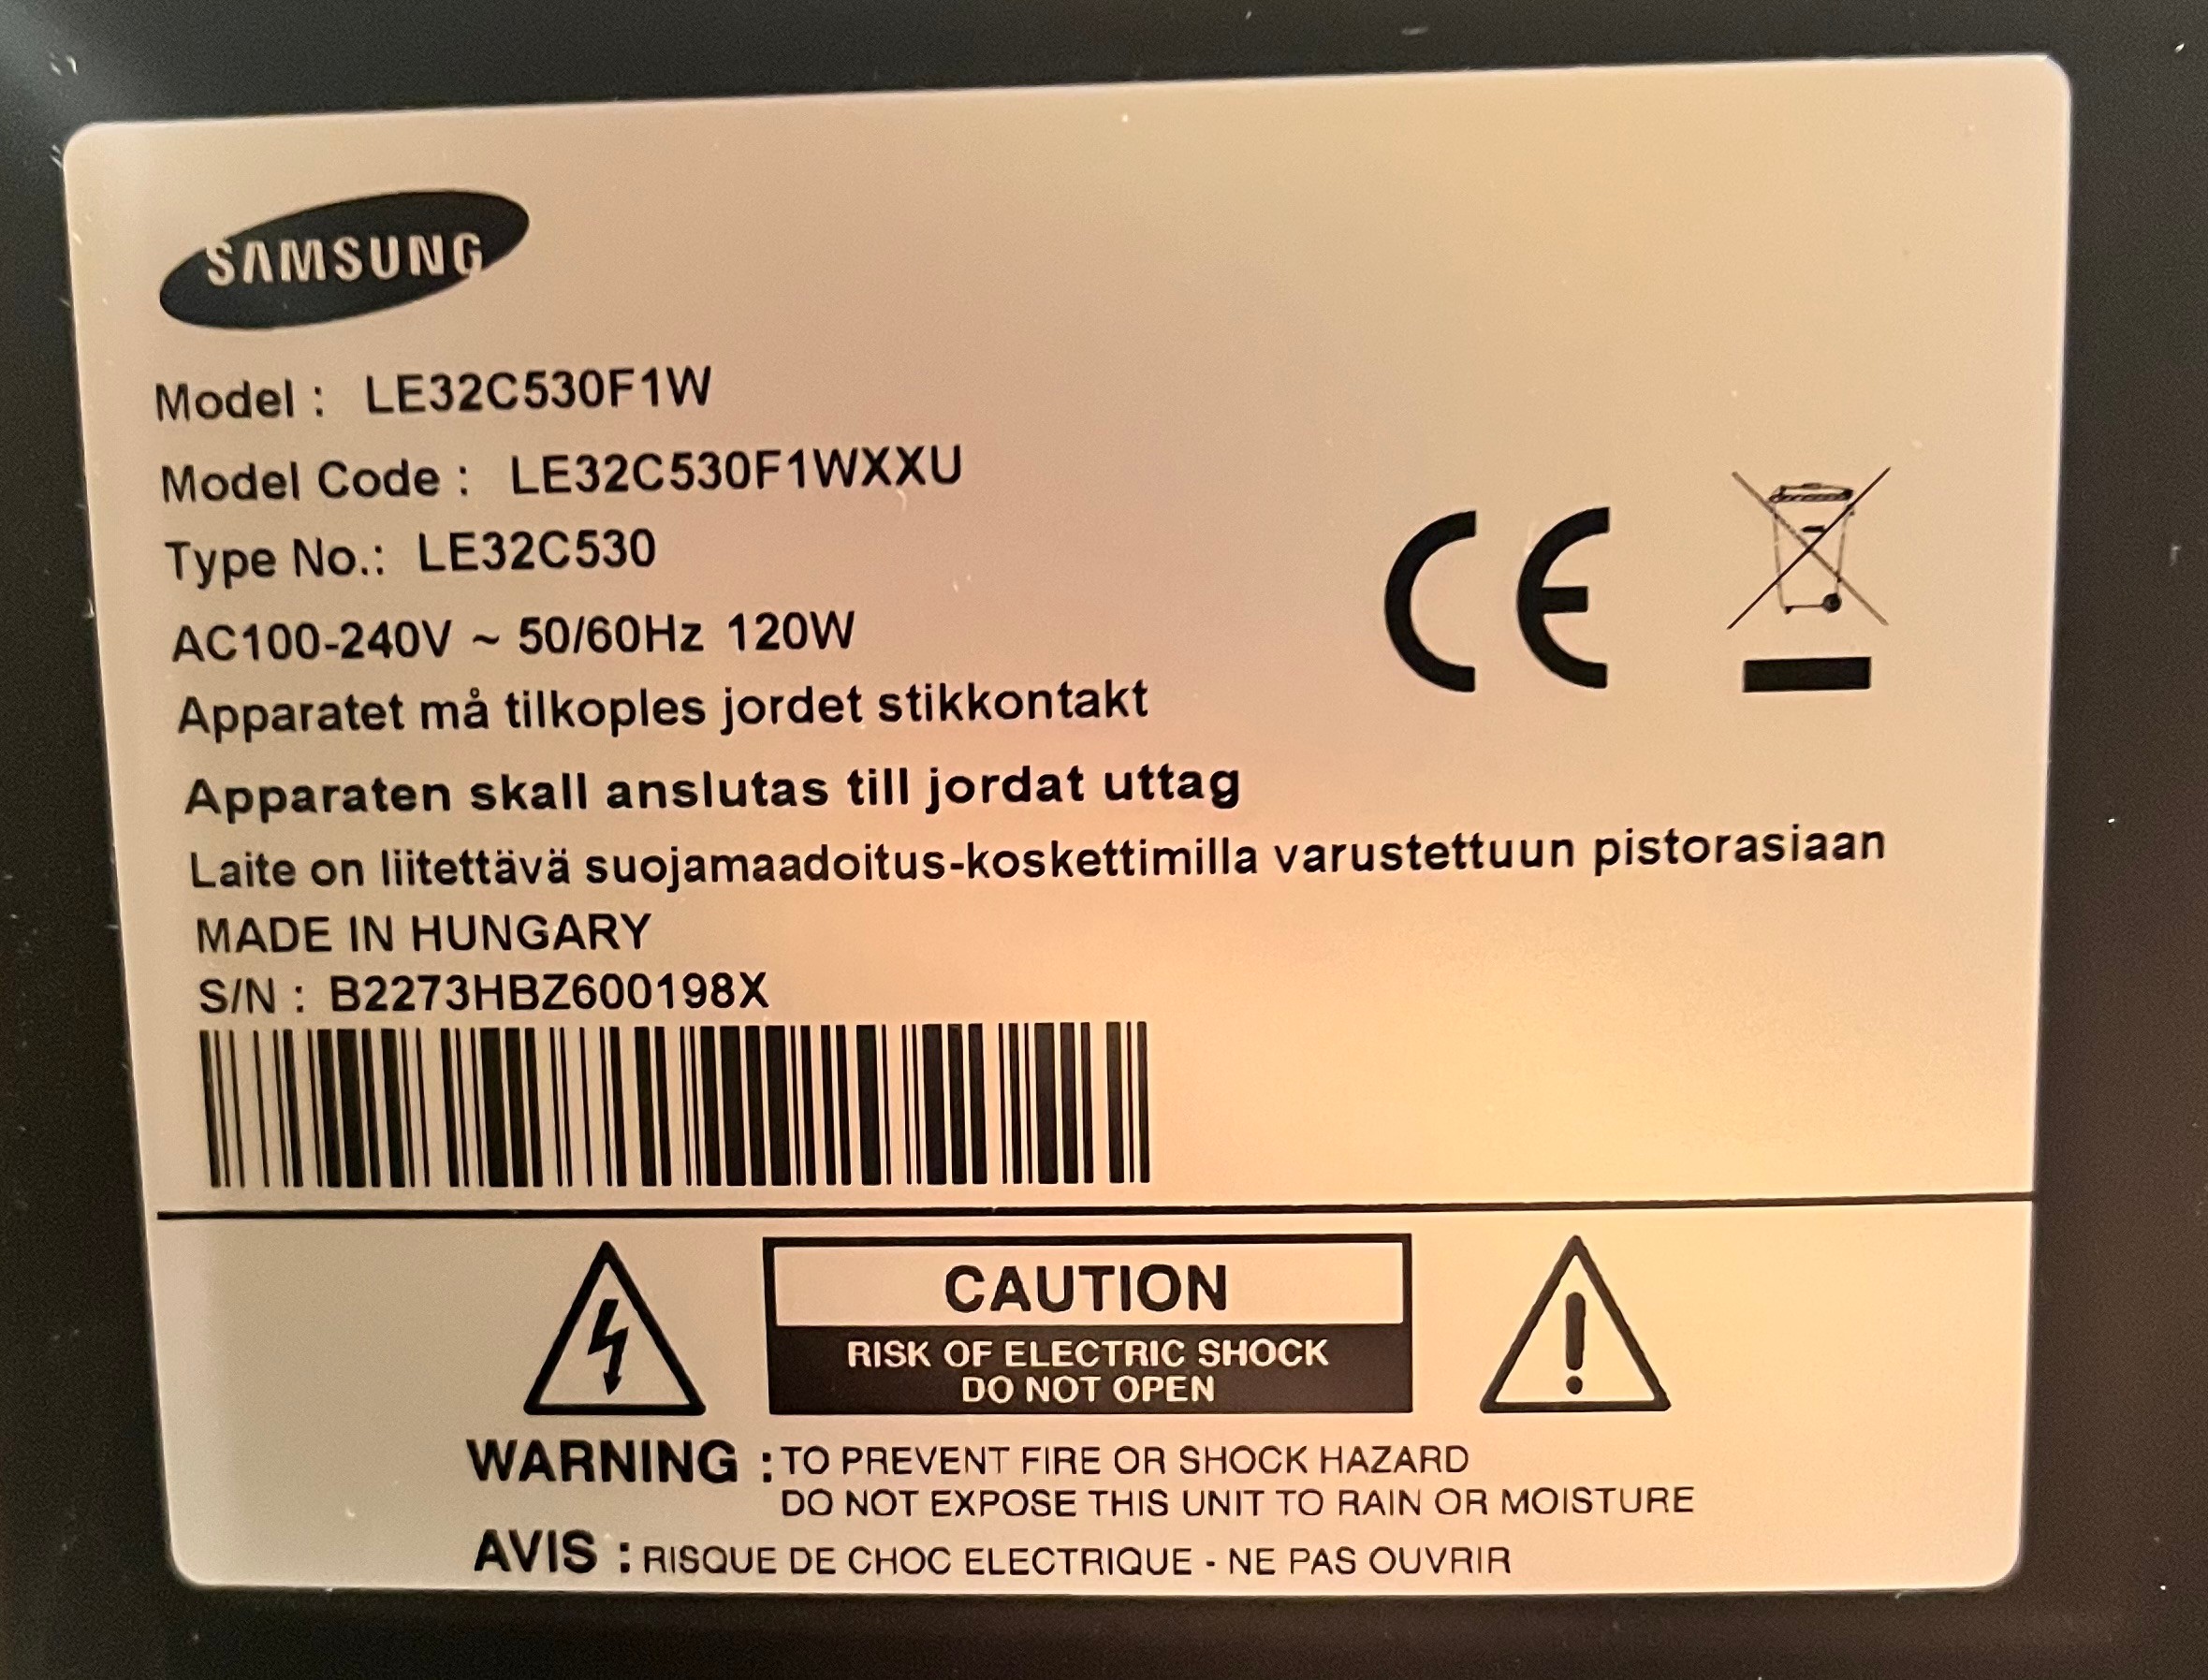 SAMSUNG
Model : LE32C530F1W
Model Code : LE32C530F1WXXU
Type No.: LE32C530
AC100-240V ~ 50/60Hz 120W
Apparatet må tilkoples jordet stikkontakt
Apparaten skall anslutas till jordat uttag
Laite on liitettävä suojamaadoitus-koskettimilla varustettuun pistorasiaan
MADE IN HUNGARY
S/N : B2273HBZ600198X
CE
CAUTION
RISK OF ELECTRIC SHOCK
DO NOT OPEN
WARNING : TO PREVENT FIRE OR SHOCK HAZARD
DO NOT EXPOSE THIS UNIT TO RAIN OR MOISTURE
AVIS : RISQUE DE CHOC ELECTRIQUE - NE PAS OUVRIR